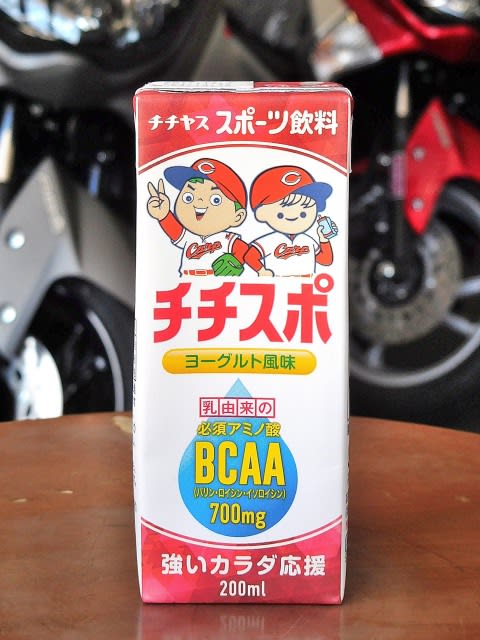 チチヤス スポーツ飲料
C C
Carp Carp
チチスポ
ヨーグルト風味
乳由来の
必須アミノ酸
BCAA
(バリン・ロイシン・イソロイシン)
700mg
強いカラダ応援
200ml